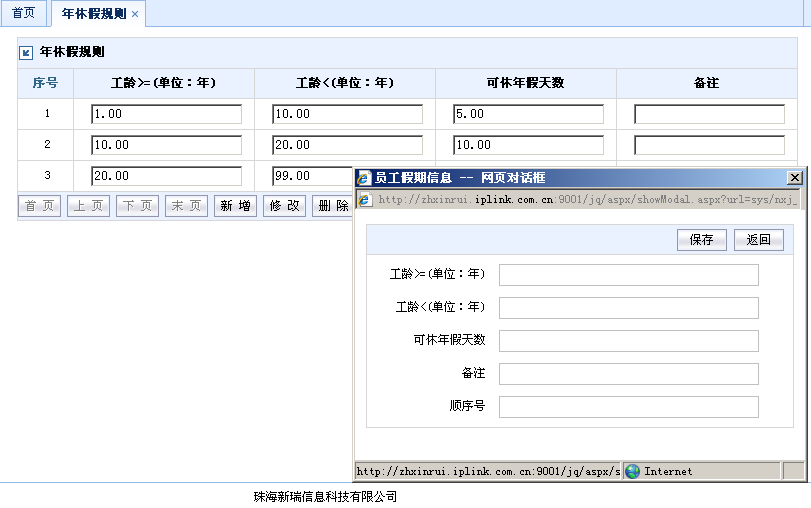 首页 年休假规则 ×
年休假规则
序号 工龄>=(单位：年) 工龄<(单位：年) 可休年假天数 备注
1 1.00 10.00 5.00
2 10.00 20.00 10.00
3 20.00 99.00
首 页 上 页 下 页 末 页 新 增 修 改 删 除
员工假期信息 -- 网页对话框
http://zhxinrui.iplink.com.cn:9001/jq/aspx/showModal.aspx?url=sys/nxj_
保存 返回
工龄>=(单位：年)
工龄<(单位：年)
可休年假天数
备注
顺序号
http://zhxinrui.iplink.com.cn:9001/jq/aspx/s Internet
珠海新瑞信息科技有限公司